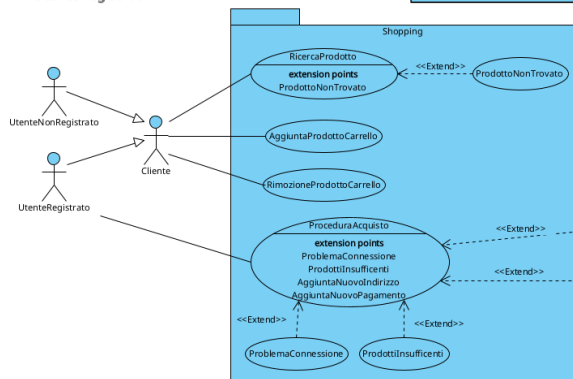 Shopping
RicercaProdotto
extension points
ProdottoNonTrovato
<<Extend>>
ProdottoNonTrovato
UtenteNonRegistrato
AggiuntaProdottoCarrello
Cliente
RimozioneProdottoCarrello
UtenteRegistrato
ProceduraAcquisto
extension points
ProblemaConnessione
ProdottiInsufficenti
AggiuntaNuovoIndirizzo
AggiuntaNuovoPagamento
<<Extend>>
<<Extend>>
<<Extend>>
<<Extend>>
ProblemaConnessione
ProdottiInsufficenti